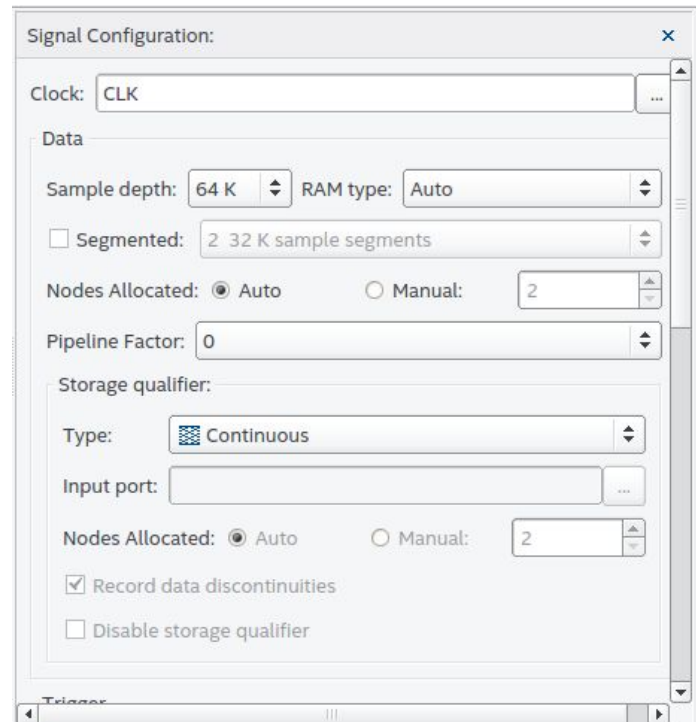 Signal Configuration:
Clock: CLK ...
Data
Sample depth: 64 K RAM type: Auto
Segmented: 2 32 K sample segments
Nodes Allocated: Auto Manual: 2
Pipeline Factor: 0
Storage qualifier:
Type: Continuous
Input port: ...
Nodes Allocated: Auto Manual: 2
Record data discontinuities
Disable storage qualifier
Trigger